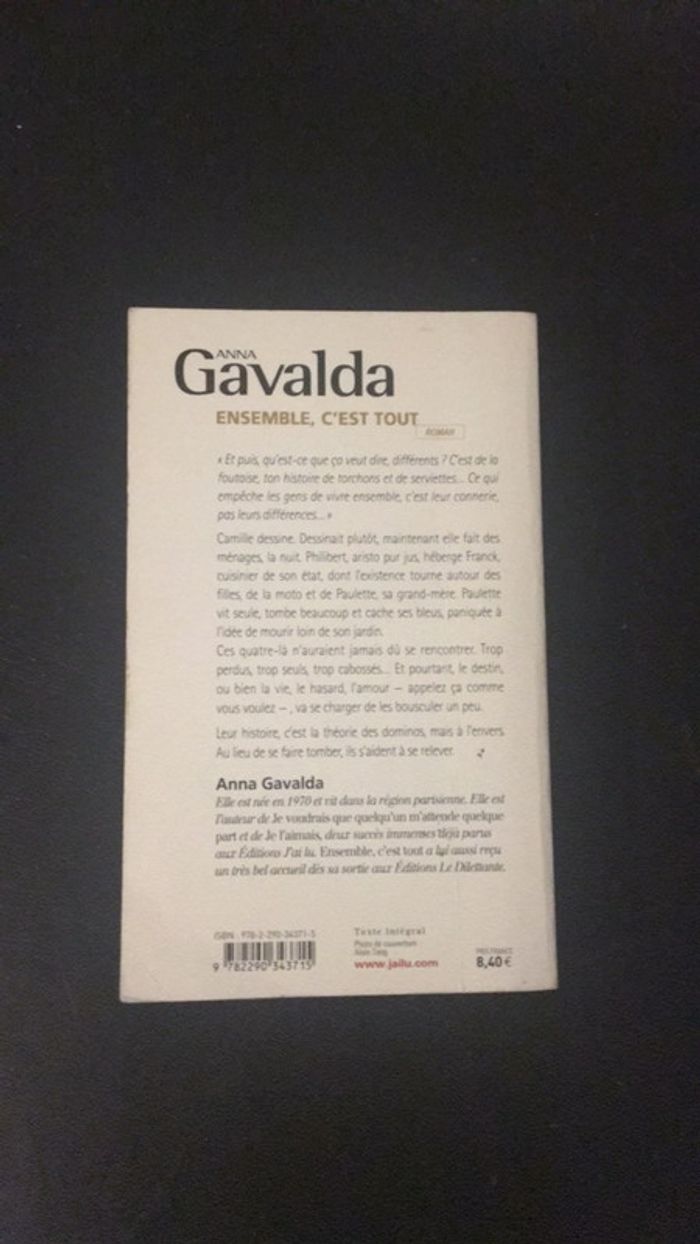 ANNA
Gavalda
ENSEMBLE, C'EST TOUT
ROMAN
« Et puis, qu'est-ce que ça veut dire, différents ? C'est de la
foutaise, ton histoire de torchons et de serviettes... Ce qui
empêche les gens de vivre ensemble, c'est leur connerie,
pas leurs différences... »
Camille dessine. Dessinait plutôt, maintenant elle fait des
ménages, la nuit. Philibert, aristo pur jus, héberge Franck,
cuisinier de son état, dont l'existence tourne autour des
filles, de la moto et de Paulette, sa grand-mère. Paulette
vit seule, tombe beaucoup et cache ses bleus, paniquée à
l'idée de mourir loin de son jardin.
Ces quatre-là n'auraient jamais dû se rencontrer. Trop
perdus, trop seuls, trop cabossés... Et pourtant, le destin,
ou bien la vie, le hasard, l'amour – appelez ça comme
vous voulez – , va se charger de les bousculer un peu.
Leur histoire, c'est la théorie des dominos, mais à l'envers.
Au lieu de se faire tomber, ils s'aident à se relever.
Anna Gavalda
Elle est née en 1970 et vit dans la région parisienne. Elle est
l'auteur de Je voudrais que quelqu'un m'attende quelque
part et de Je l'aimais, deux succès immenses déjà parus
aux Éditions J'ai lu. Ensemble, c'est tout a lui aussi reçu
un très bel accueil dès sa sortie aux Éditions Le Dilettante.
ISBN : 978-2-290-34371-5
9 782290 343715
Texte intégral
Photo de couverture
Alain
www.jailu.com
PRIX FRANCE
8,40 €